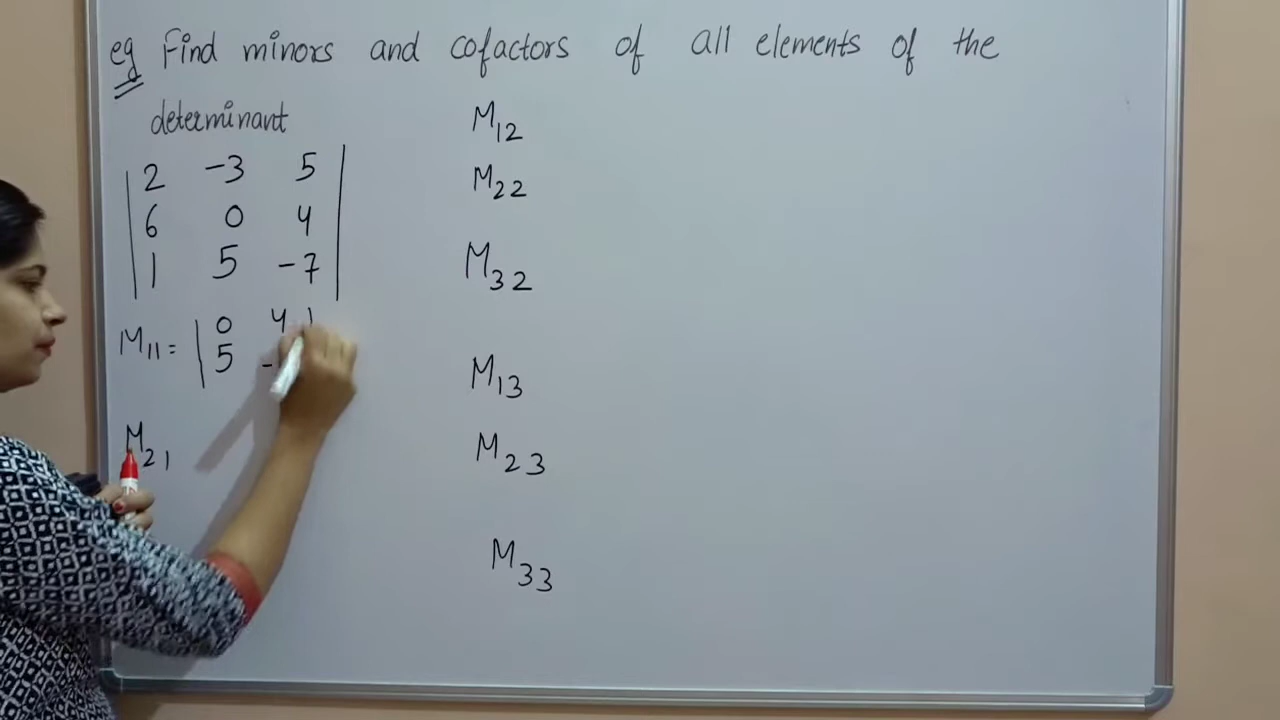 eg Find minors and cofactors of all elements of the
determinant
2 -3 5
6 0 4
1 5 -7
M11 = | 0 4 |
5 -
M21
M12
M22
M32
M13
M23
M33